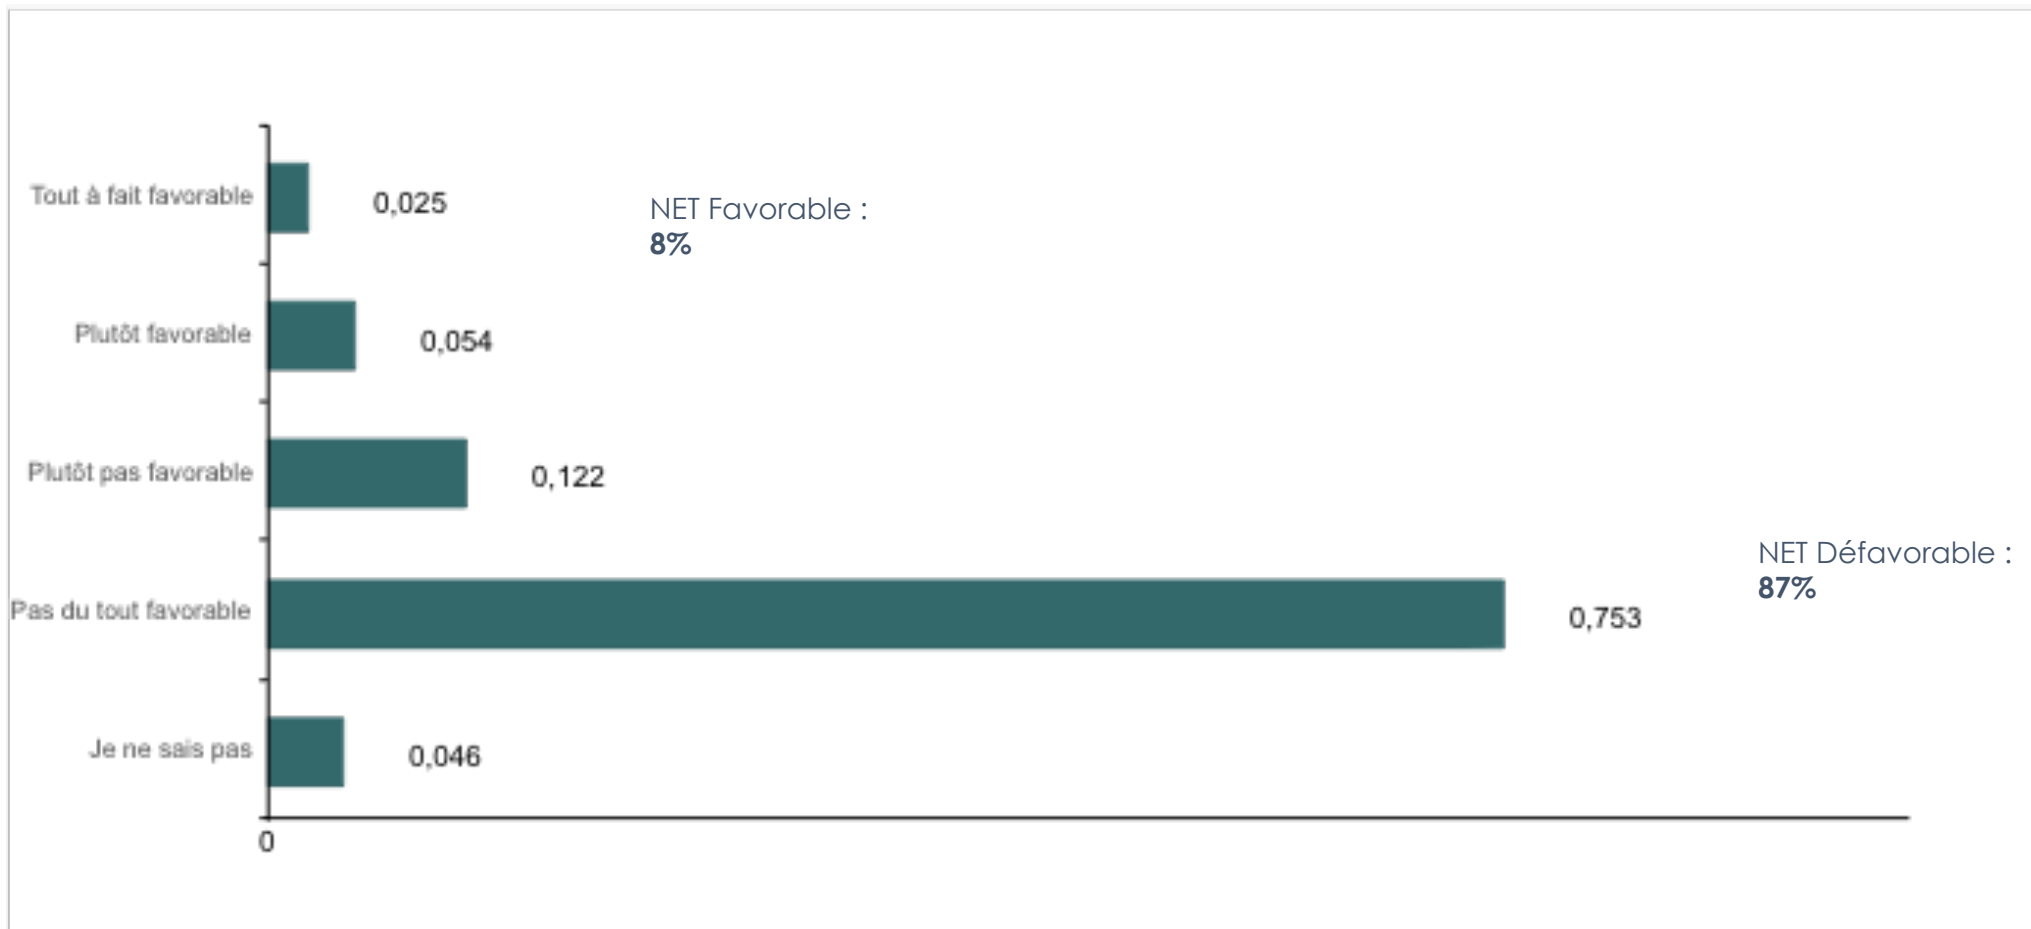 Tout à fait favorable
0,025
NET Favorable :
8%
Plutôt favorable
0,054
Plutôt pas favorable
0,122
NET Défavorable :
87%
Pas du tout favorable
0,753
Je ne sais pas
0,046
0